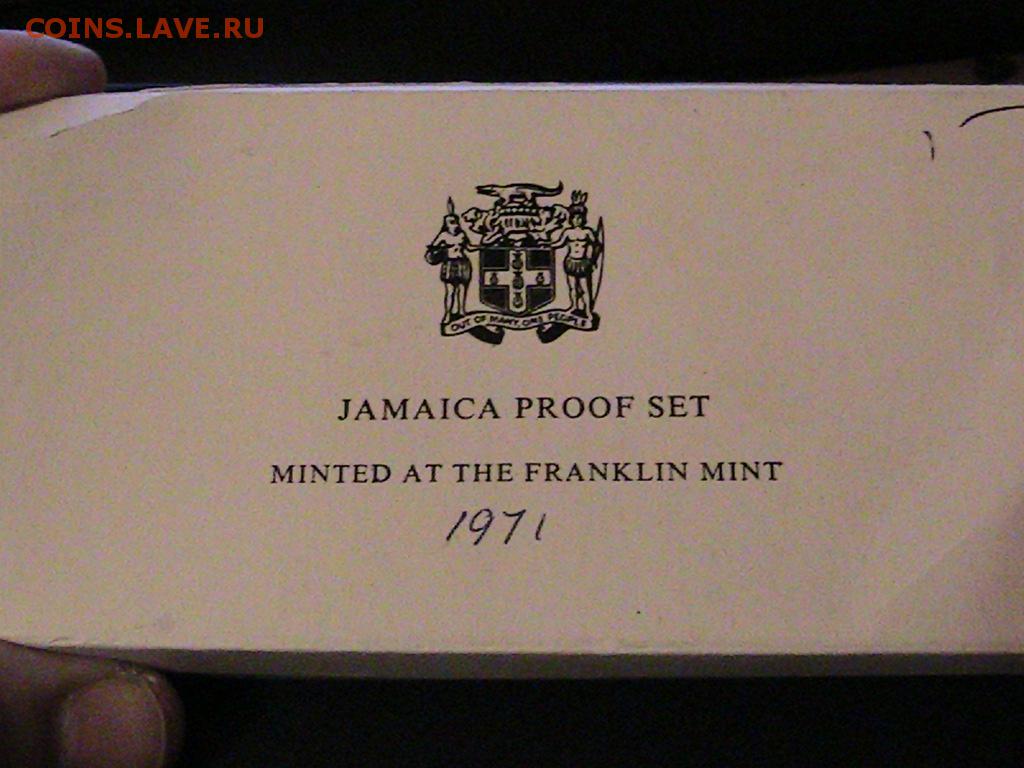 COINS.LAVE.RU
OUT OF MANY, ONE PEOPLE
JAMAICA PROOF SET
MINTED AT THE FRANKLIN MINT
1971